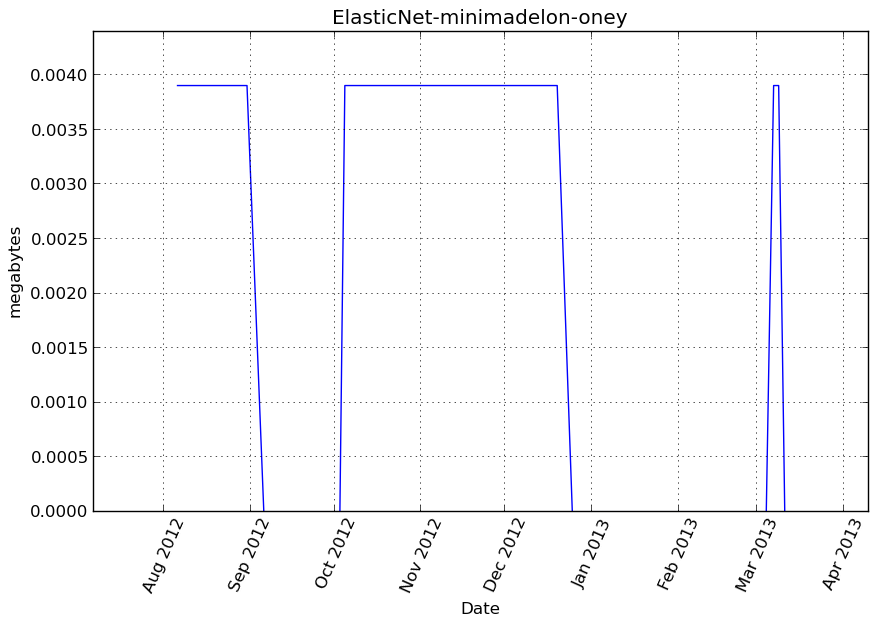 ElasticNet-minimadelon-oney
0.0040
0.0035
0.0030
0.0025
0.0020
0.0015
0.0010
0.0005
0.0000
megabytes
Aug 2012
Sep 2012
Oct 2012
Nov 2012
Dec 2012
Jan 2013
Feb 2013
Mar 2013
Apr 2013
Date